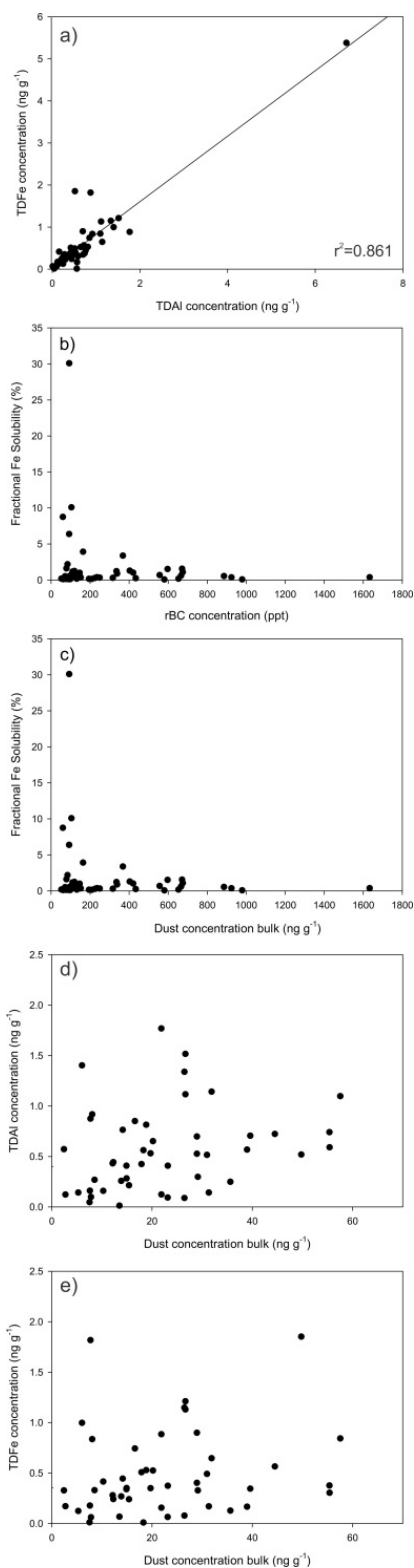 a)
6
5
4
3
2
1
0
TDFe concentration (ng g⁻¹)
r²=0.861
0 2 4 6 8
TDAl concentration (ng g⁻¹)
b)
35
30
25
20
15
10
5
0
Fractional Fe Solubility (%)
0 200 400 600 800 1000 1200 1400 1600 1800
rBC concentration (ppt)
c)
35
30
25
20
15
10
5
0
Fractional Fe Solubility (%)
0 200 400 600 800 1000 1200 1400 1600 1800
Dust concentration bulk (ng g⁻¹)
d)
2.5
2.0
1.5
1.0
0.5
0.0
TDAl concentration (ng g⁻¹)
0 20 40 60
Dust concentration bulk (ng g⁻¹)
e)
2.5
2.0
1.5
1.0
0.5
0.0
TDFe concentration (ng g⁻¹)
0 20 40 60
Dust concentration bulk (ng g⁻¹)